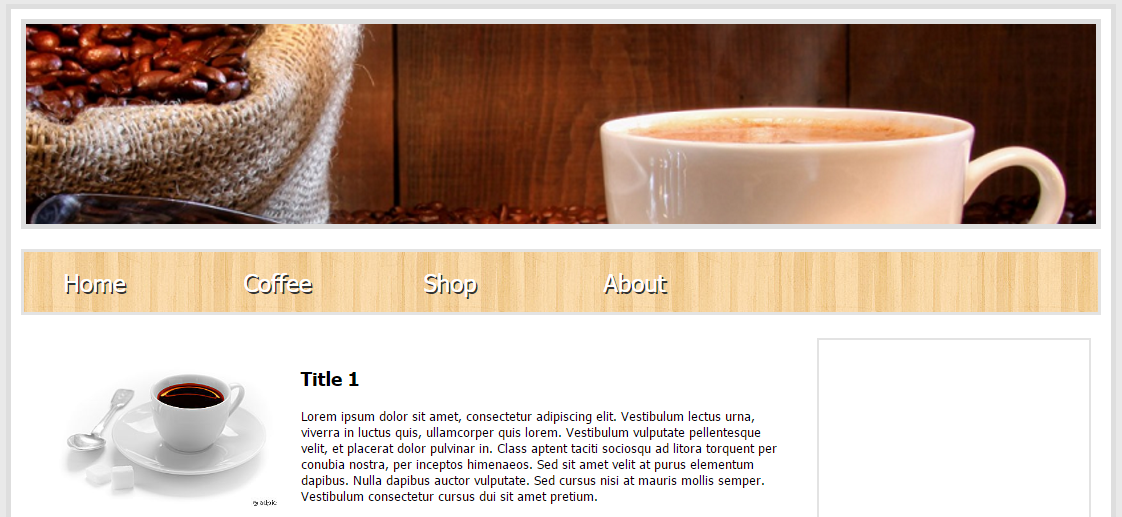 Home Coffee Shop About
Title 1
Lorem ipsum dolor sit amet, consectetur adipiscing elit. Vestibulum lectus urna,
viverra in luctus quis, ullamcorper quis lorem. Vestibulum vulputate pellentesque
velit, et placerat dolor pulvinar in. Class aptent taciti sociosqu ad litora torquent per
conubia nostra, per inceptos himenaeos. Sed sit amet velit at purus elementum
dapibus. Nulla dapibus auctor vulputate. Sed cursus nisi at mauris mollis semper.
Vestibulum consectetur cursus dui sit amet pretium.